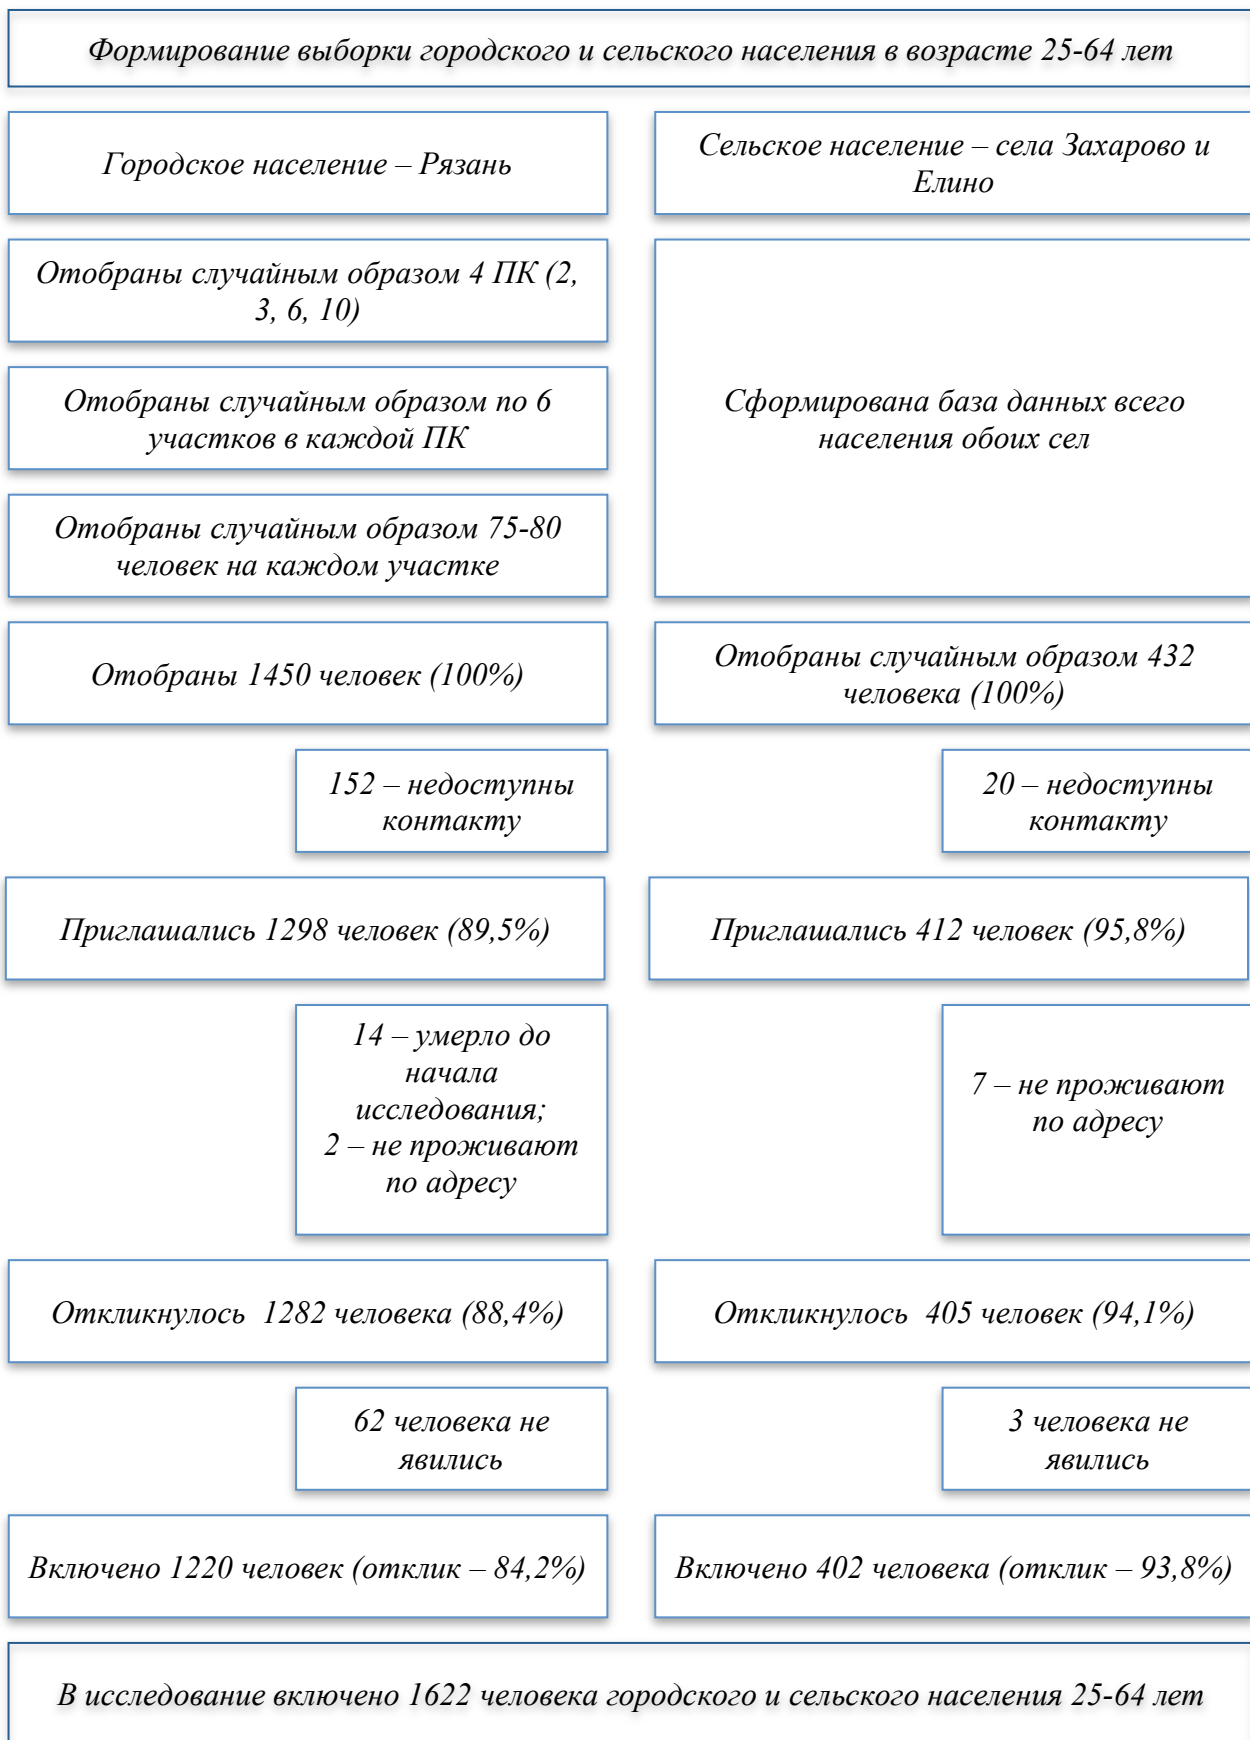 Формирование выборки городского и сельского населения в возрасте 25-64 лет
Городское население – Рязань
Сельское население – села Захарово и
Елино
Отобраны случайным образом 4 ПК (2,
3, 6, 10)
Отобраны случайным образом по 6
участков в каждой ПК
Отобраны случайным образом 75-80
человек на каждом участке
Сформирована база данных всего
населения обоих сел
Отобраны 1450 человек (100%)
Отобраны случайным образом 432
человека (100%)
152 – недоступны
контакту
20 – недоступны
контакту
Приглашались 1298 человек (89,5%)
Приглашались 412 человек (95,8%)
14 – умерло до
начала
исследования;
2 – не проживают
по адресу
7 – не проживают
по адресу
Откликнулось 1282 человека (88,4%)
Откликнулось 405 человек (94,1%)
62 человека не
явились
3 человека не
явились
Включено 1220 человек (отклик – 84,2%)
Включено 402 человека (отклик – 93,8%)
В исследование включено 1622 человека городского и сельского населения 25-64 лет